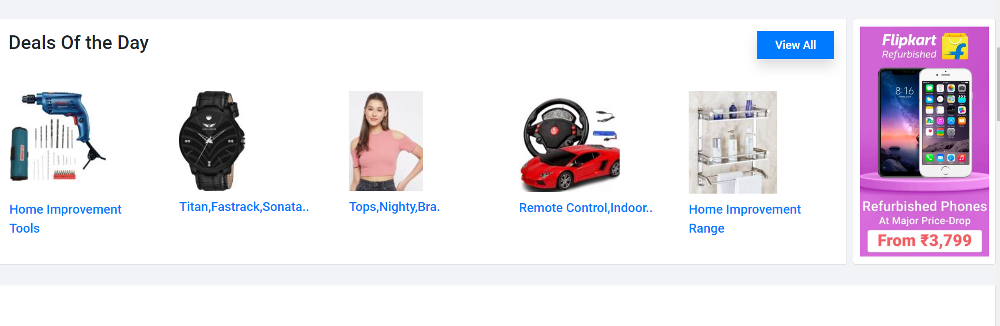 Deals Of the Day
View All
Home Improvement
Tools
Titan,Fastrack,Sonata..
Tops,Nighty,Bra.
Remote Control,Indoor..
Home Improvement
Range
Flipkart
Refurbished
8:16
Refurbished Phones
At Major Price-Drop
From ₹3,799